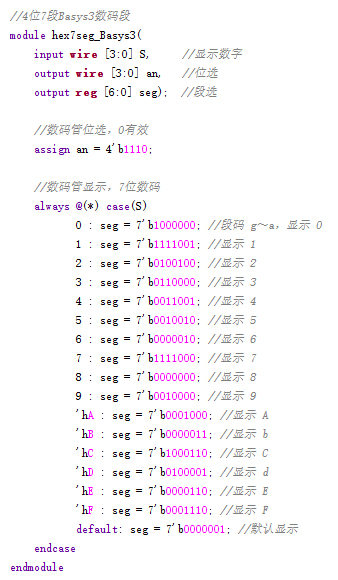 //4位7段Basys3数码段
module hex7seg_Basys3(
input wire [3:0] S, //显示数字
output wire [3:0] an, //位选
output reg [6:0] seg); //段选
//数码管位选，0有效
assign an = 4'b1110;
//数码管显示，7位数码
always @(*) case(S)
0 : seg = 7'b1000000; //段码 g～a，显示 0
1 : seg = 7'b1111001; //显示 1
2 : seg = 7'b0100100; //显示 2
3 : seg = 7'b0110000; //显示 3
4 : seg = 7'b0011001; //显示 4
5 : seg = 7'b0010010; //显示 5
6 : seg = 7'b0000010; //显示 6
7 : seg = 7'b1111000; //显示 7
8 : seg = 7'b0000000; //显示 8
9 : seg = 7'b0010000; //显示 9
'hA : seg = 7'b0001000; //显示 A
'hB : seg = 7'b0000011; //显示 b
'hC : seg = 7'b1000110; //显示 C
'hD : seg = 7'b0100001; //显示 d
'hE : seg = 7'b0000110; //显示 E
'hF : seg = 7'b0001110; //显示 F
default: seg = 7'b0000001; //默认显示
endcase
endmodule